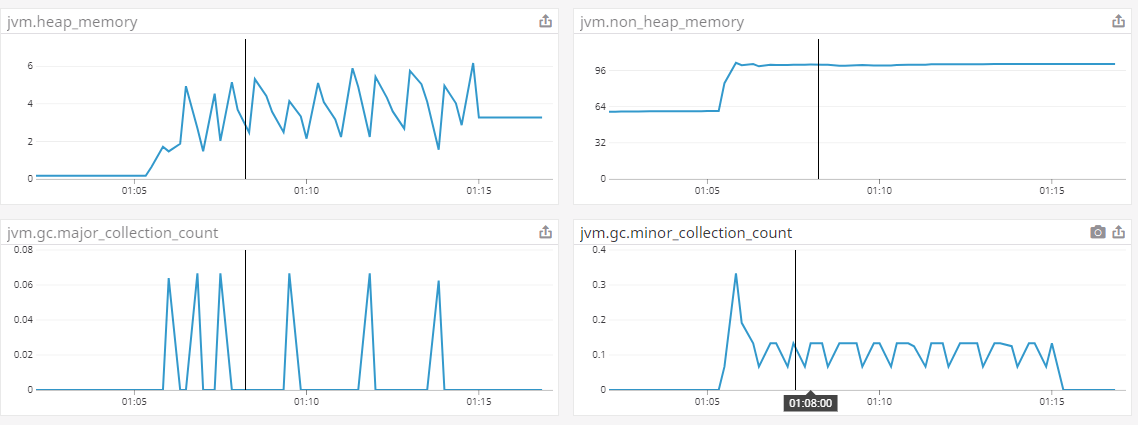 jvm.heap_memory
6
4
2
0
01:05 01:10 01:15
jvm.non_heap_memory
96
64
32
0
01:05 01:10 01:15
jvm.gc.major_collection_count
0.08
0.06
0.04
0.02
0
01:05 01:10 01:15
jvm.gc.minor_collection_count
0.4
0.3
0.2
0.1
0
01:05 01:10 01:15
01:08:00